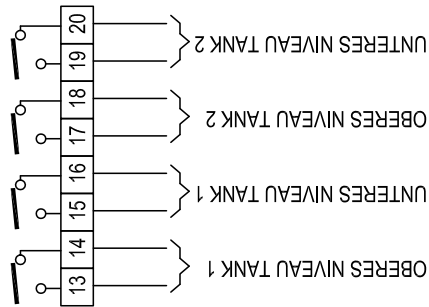 OBERES NIVEAU TANK 1
13
14
UNTERES NIVEAU TANK 1
15
16
OBERES NIVEAU TANK 2
17
18
UNTERES NIVEAU TANK 2
19
20